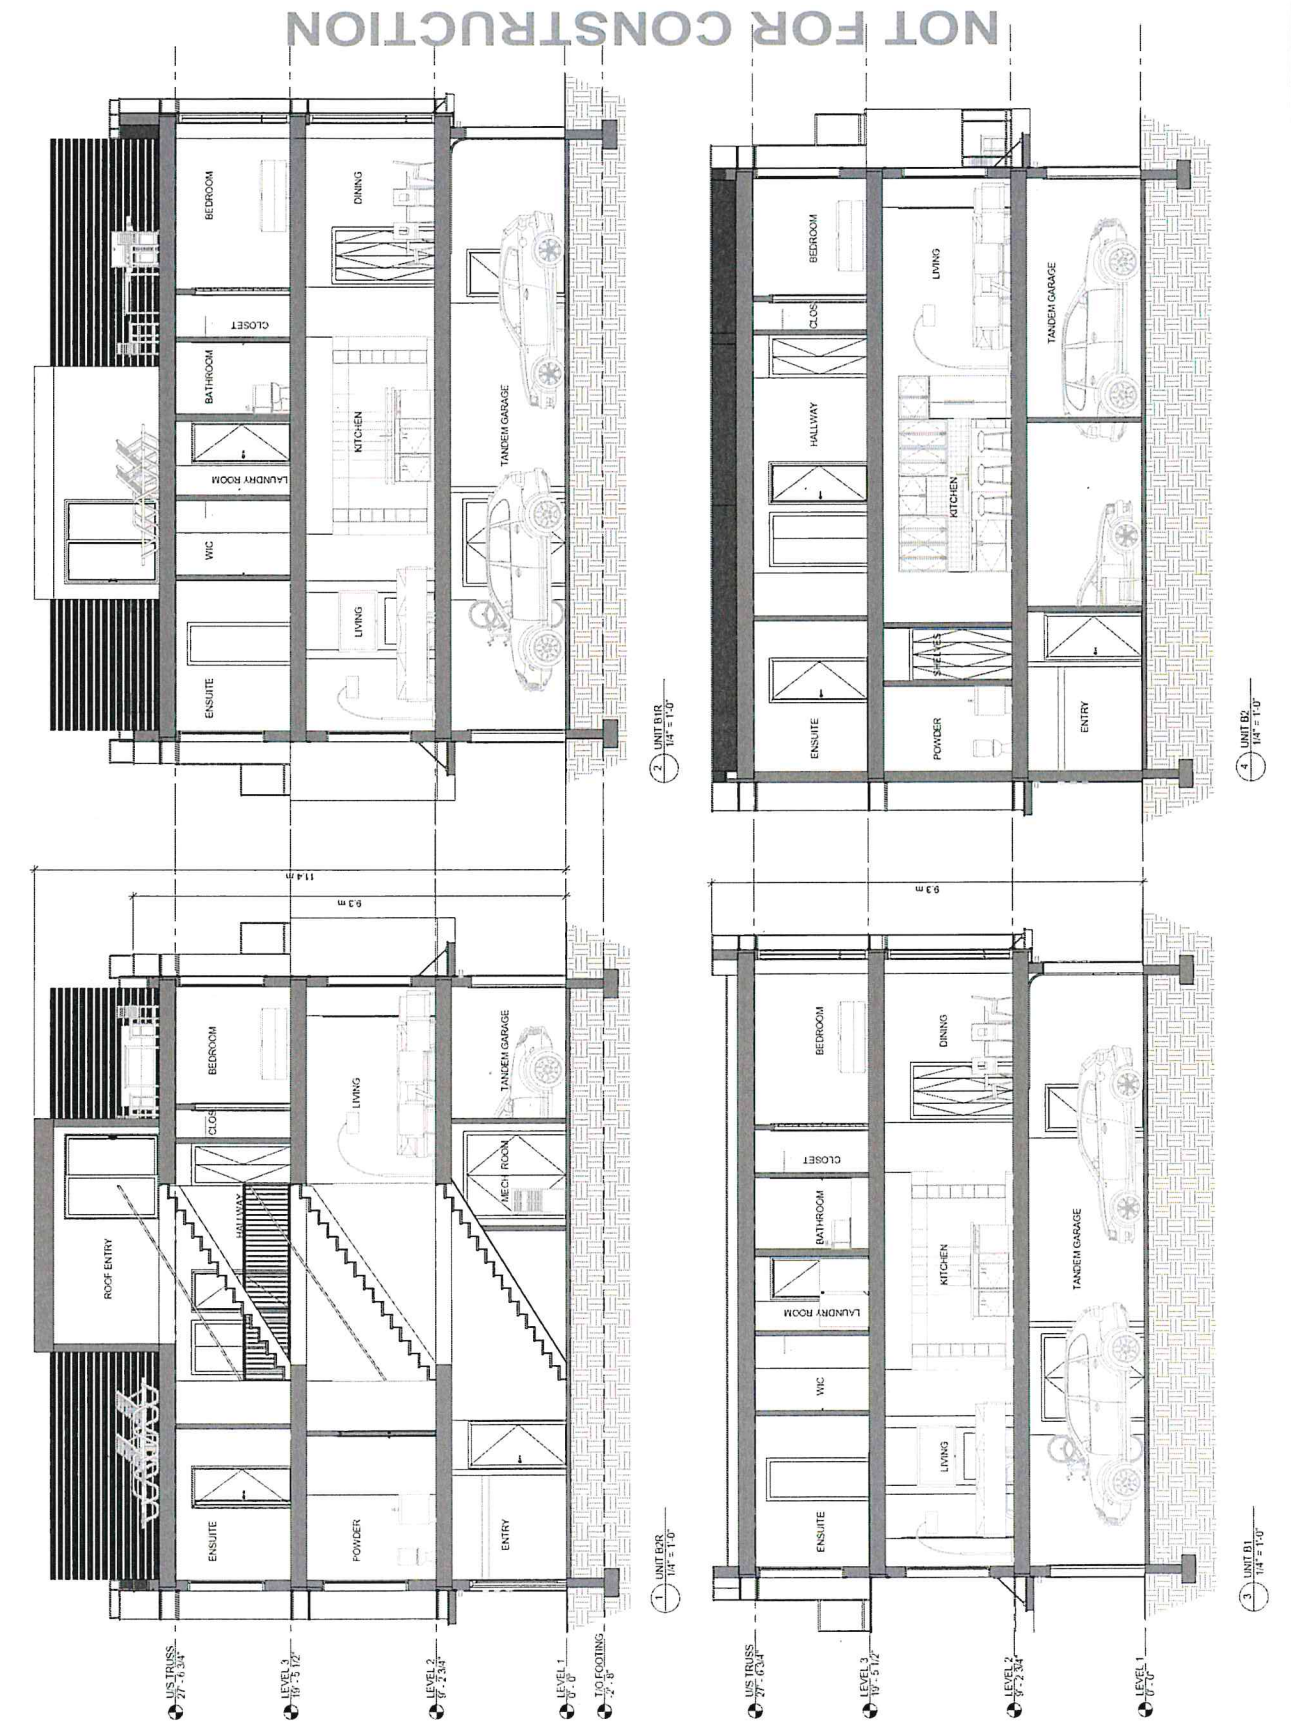 NOT FOR CONSTRUCTION
ROOF ENTRY
ENSUITE
HALLWAY
CLOS
BEDROOM
POWDER
LIVING
ENTRY
MECH ROOM
TANDEM GARAGE
11.4 m
9.3 m
U/S TRUSS
27' - 6 3/4"
LEVEL 3
19' - 5 1/2"
LEVEL 2
9' - 2 3/4"
LEVEL 1
0' - 0"
T/O FOOTING
-2' - 8"
1
UNIT B2R
1/4" = 1'-0"
ENSUITE
WIC
LAUNDRY ROOM
BATHROOM
CLOSET
BEDROOM
LIVING
KITCHEN
DINING
TANDEM GARAGE
2
UNIT B1R
1/4" = 1'-0"
ENSUITE
WIC
LAUNDRY ROOM
BATHROOM
CLOSET
BEDROOM
LIVING
KITCHEN
DINING
TANDEM GARAGE
9.3 m
U/S TRUSS
27' - 6 3/4"
LEVEL 3
19' - 5 1/2"
LEVEL 2
9' - 2 3/4"
LEVEL 1
0' - 0"
3
UNIT B1
1/4" = 1'-0"
ENSUITE
HALLWAY
CLOS
BEDROOM
POWDER
SHELVES
KITCHEN
LIVING
ENTRY
TANDEM GARAGE
4
UNIT B2
1/4" = 1'-0"